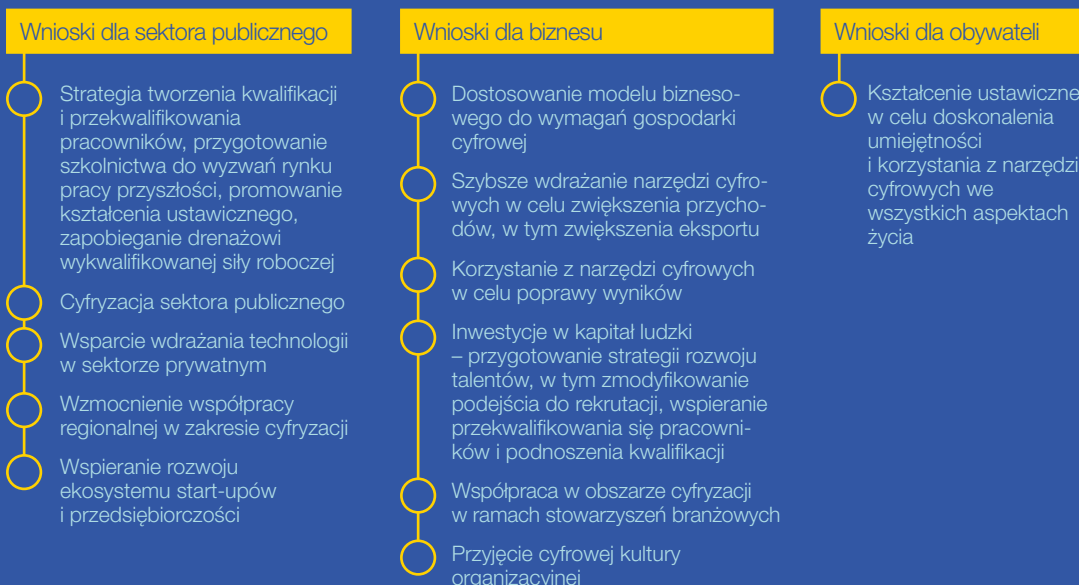 Wnioski dla sektora publicznego
Strategia tworzenia kwalifikacji
i przekwalifikowania
pracowników, przygotowanie
szkolnictwa do wyzwań rynku
pracy przyszłości, promowanie
kształcenia ustawicznego,
zapobieganie drenażowi
wykwalifikowanej siły roboczej
Cyfryzacja sektora publicznego
Wsparcie wdrażania technologii
w sektorze prywatnym
Wzmocnienie współpracy
regionalnej w zakresie cyfryzacji
Wspieranie rozwoju
ekosystemu start-upów
i przedsiębiorczości
Wnioski dla biznesu
Dostosowanie modelu bizneso-
wego do wymagań gospodarki
cyfrowej
Szybsze wdrażanie narzędzi cyfro-
wych w celu zwiększenia przycho-
dów, w tym zwiększenia eksportu
Korzystanie z narzędzi cyfrowych
w celu poprawy wyników
Inwestycje w kapitał ludzki
– przygotowanie strategii rozwoju
talentów, w tym zmodyfikowanie
podejścia do rekrutacji, wspieranie
przekwalifikowania się pracowni-
ków i podnoszenia kwalifikacji
Współpraca w obszarze cyfryzacji
w ramach stowarzyszeń branżowych
Przyjęcie cyfrowej kultury
organizacyjnej
Wnioski dla obywateli
Kształcenie ustawiczne
w celu doskonalenia
umiejętności
i korzystania z narzędzi
cyfrowych we
wszystkich aspektach
życia